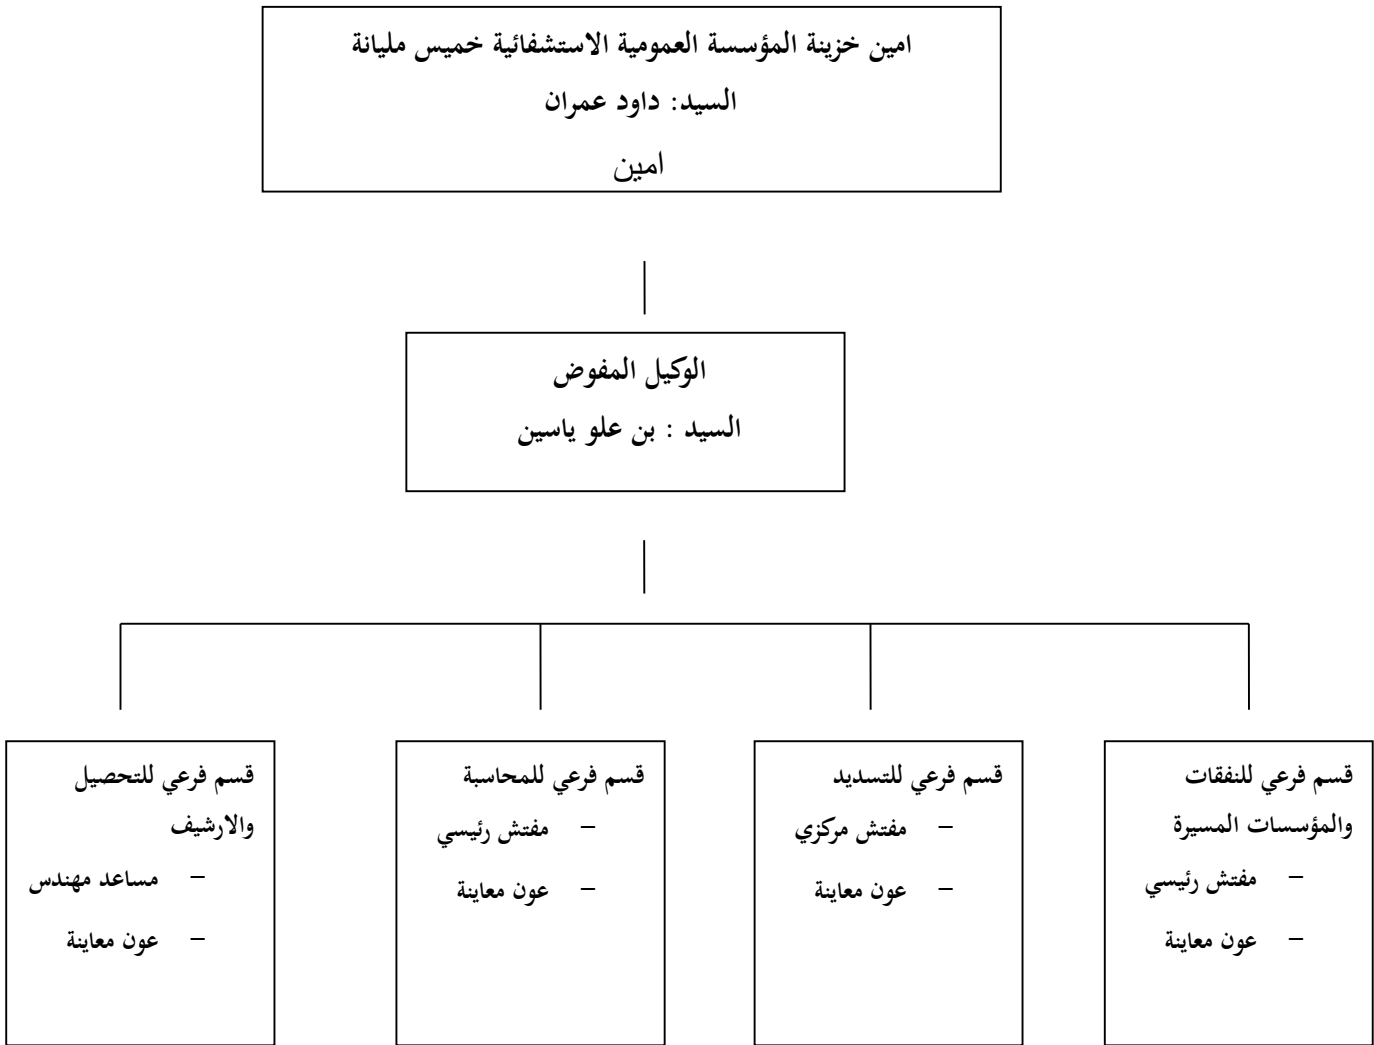 امين خزينة المؤسسة العمومية الاستشفائية خميس مليانة
السيد: داود عمران
امين
الوكيل المفوض
السيد : بن علو ياسين
قسم فرعي للنفقات
والمؤسسات المسيرة
– مفتش رئيسي
– عون معاينة
قسم فرعي للتسديد
– مفتش مركزي
– عون معاينة
قسم فرعي للمحاسبة
– مفتش رئيسي
– عون معاينة
قسم فرعي للتحصيل
والارشيف
– مساعد مهندس
– عون معاينة